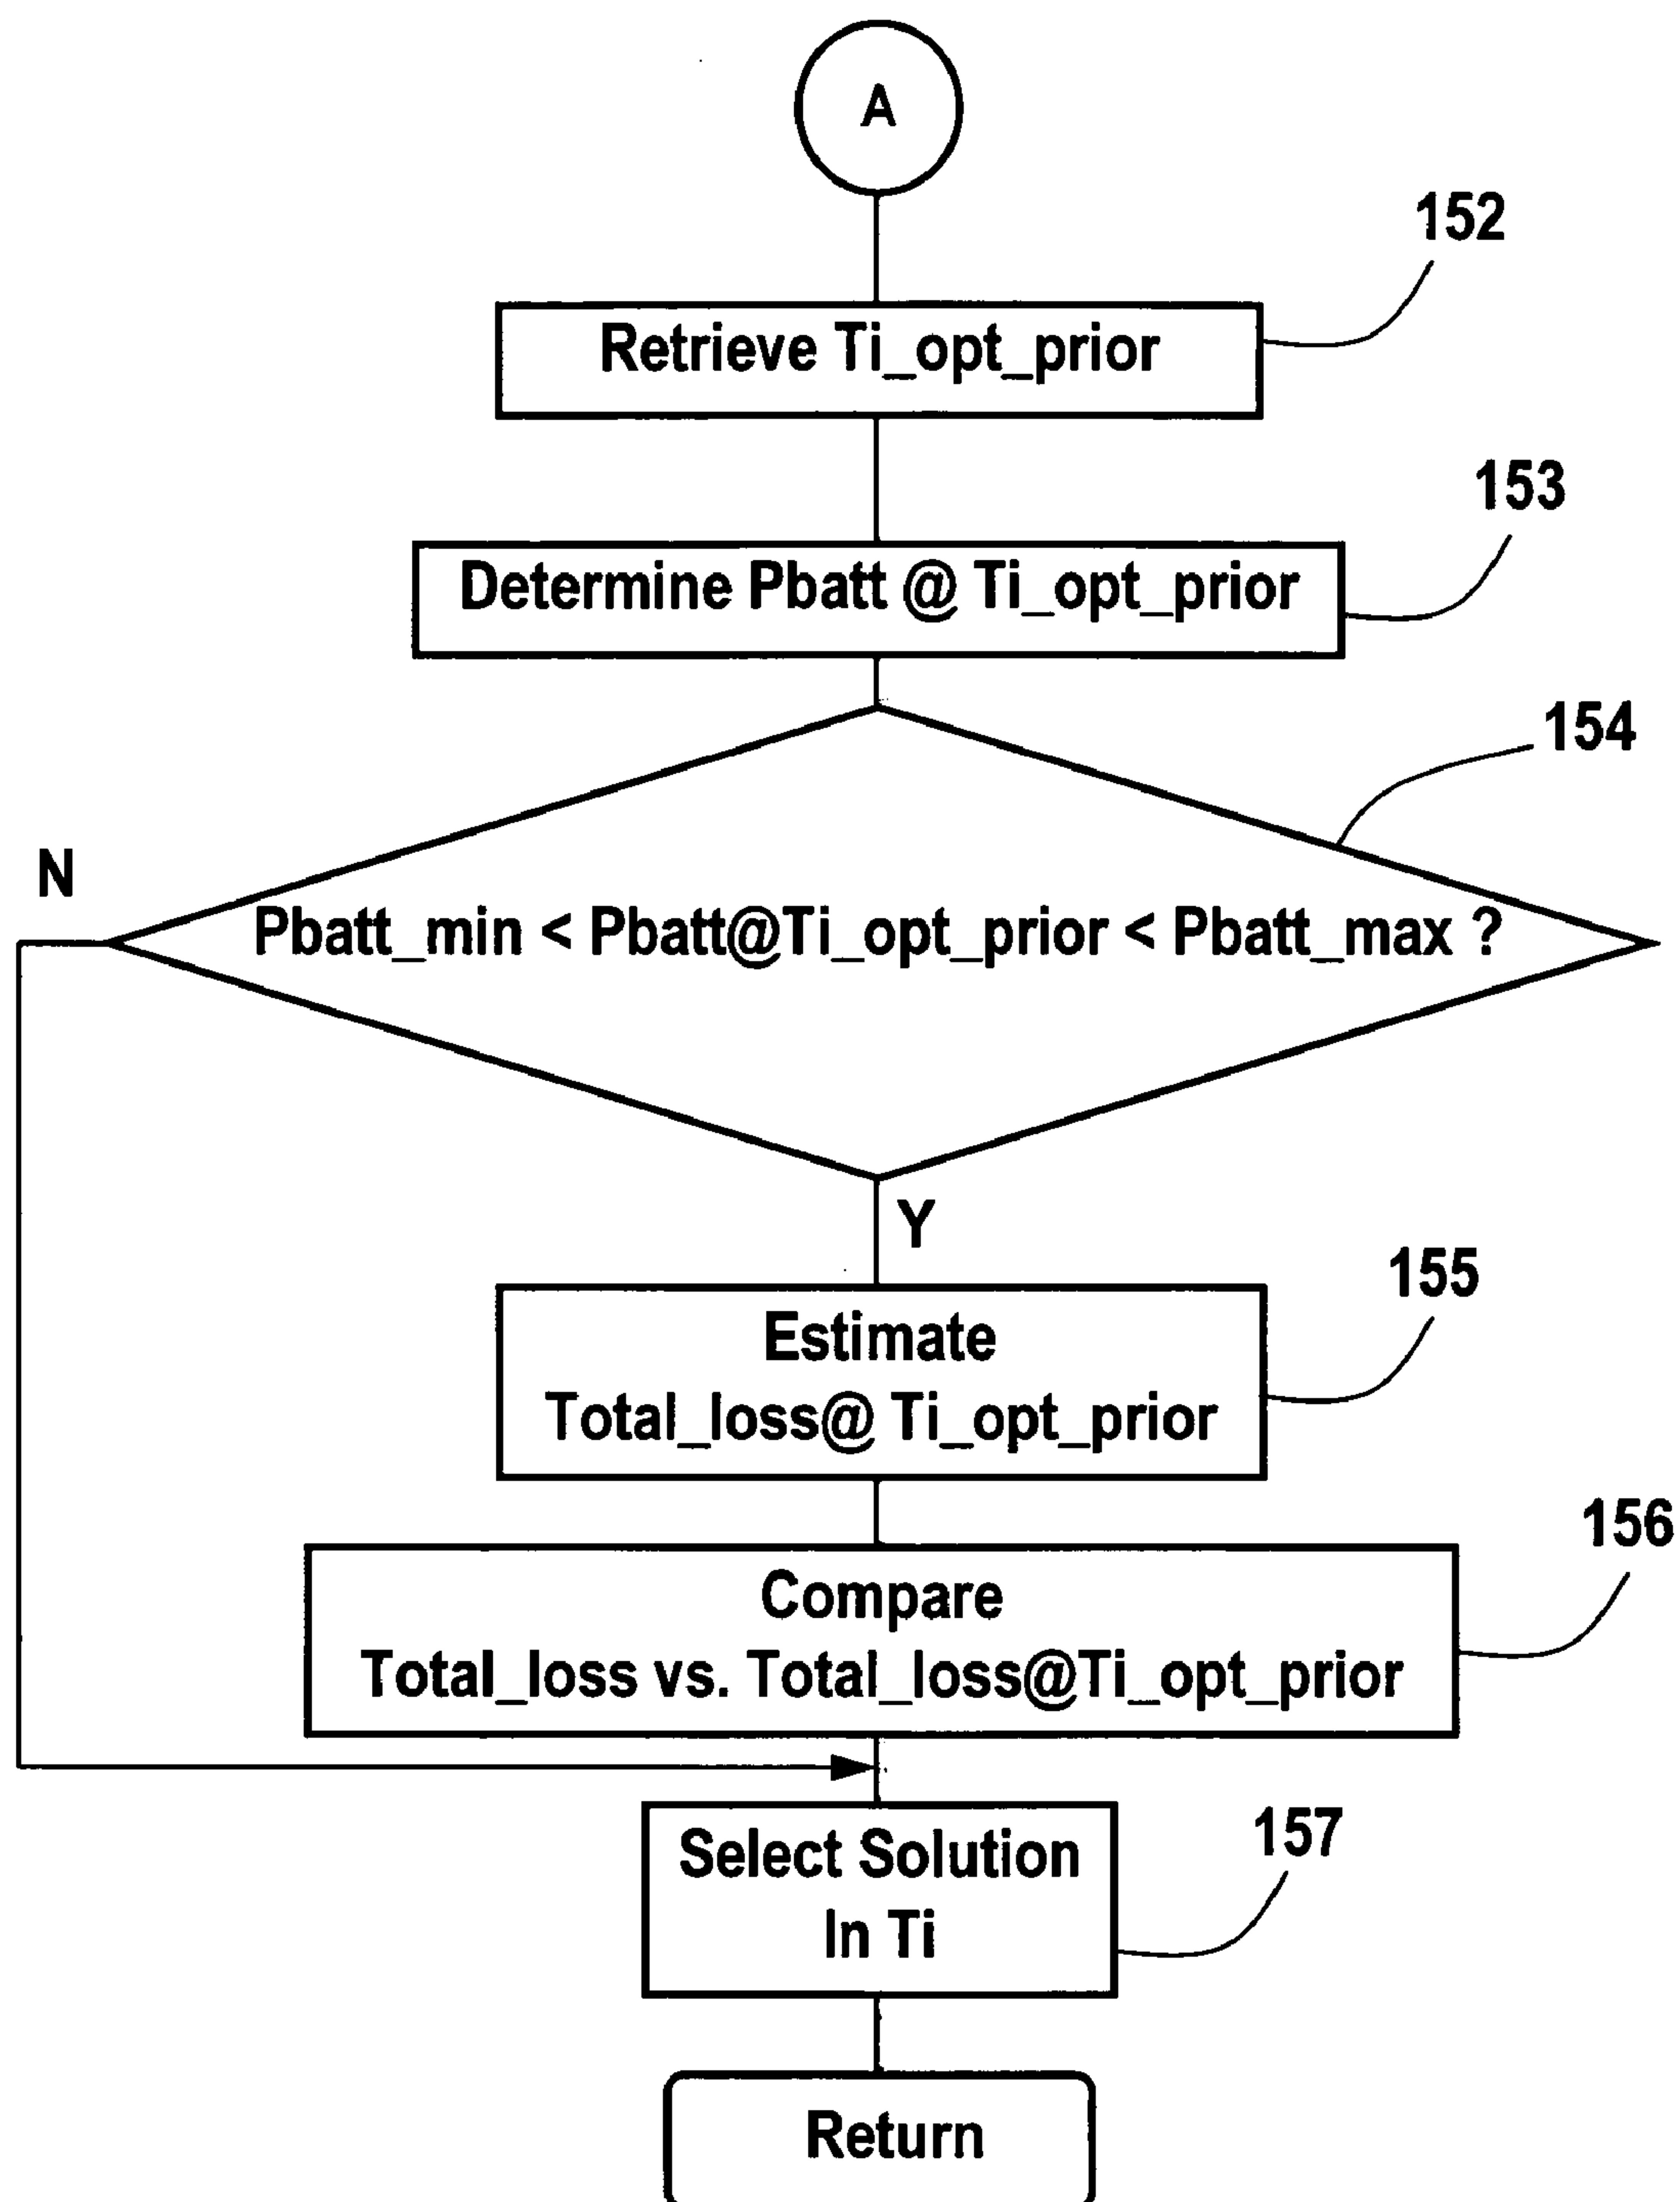 A
152
Retrieve Ti_opt_prior
153
Determine Pbatt @ Ti_opt_prior
154
N
Pbatt_min < Pbatt@Ti_opt_prior < Pbatt_max ?
Y
155
Estimate
Total_loss@ Ti_opt_prior
156
Compare
Total_loss vs. Total_loss@Ti_opt_prior
157
Select Solution
In Ti
Return